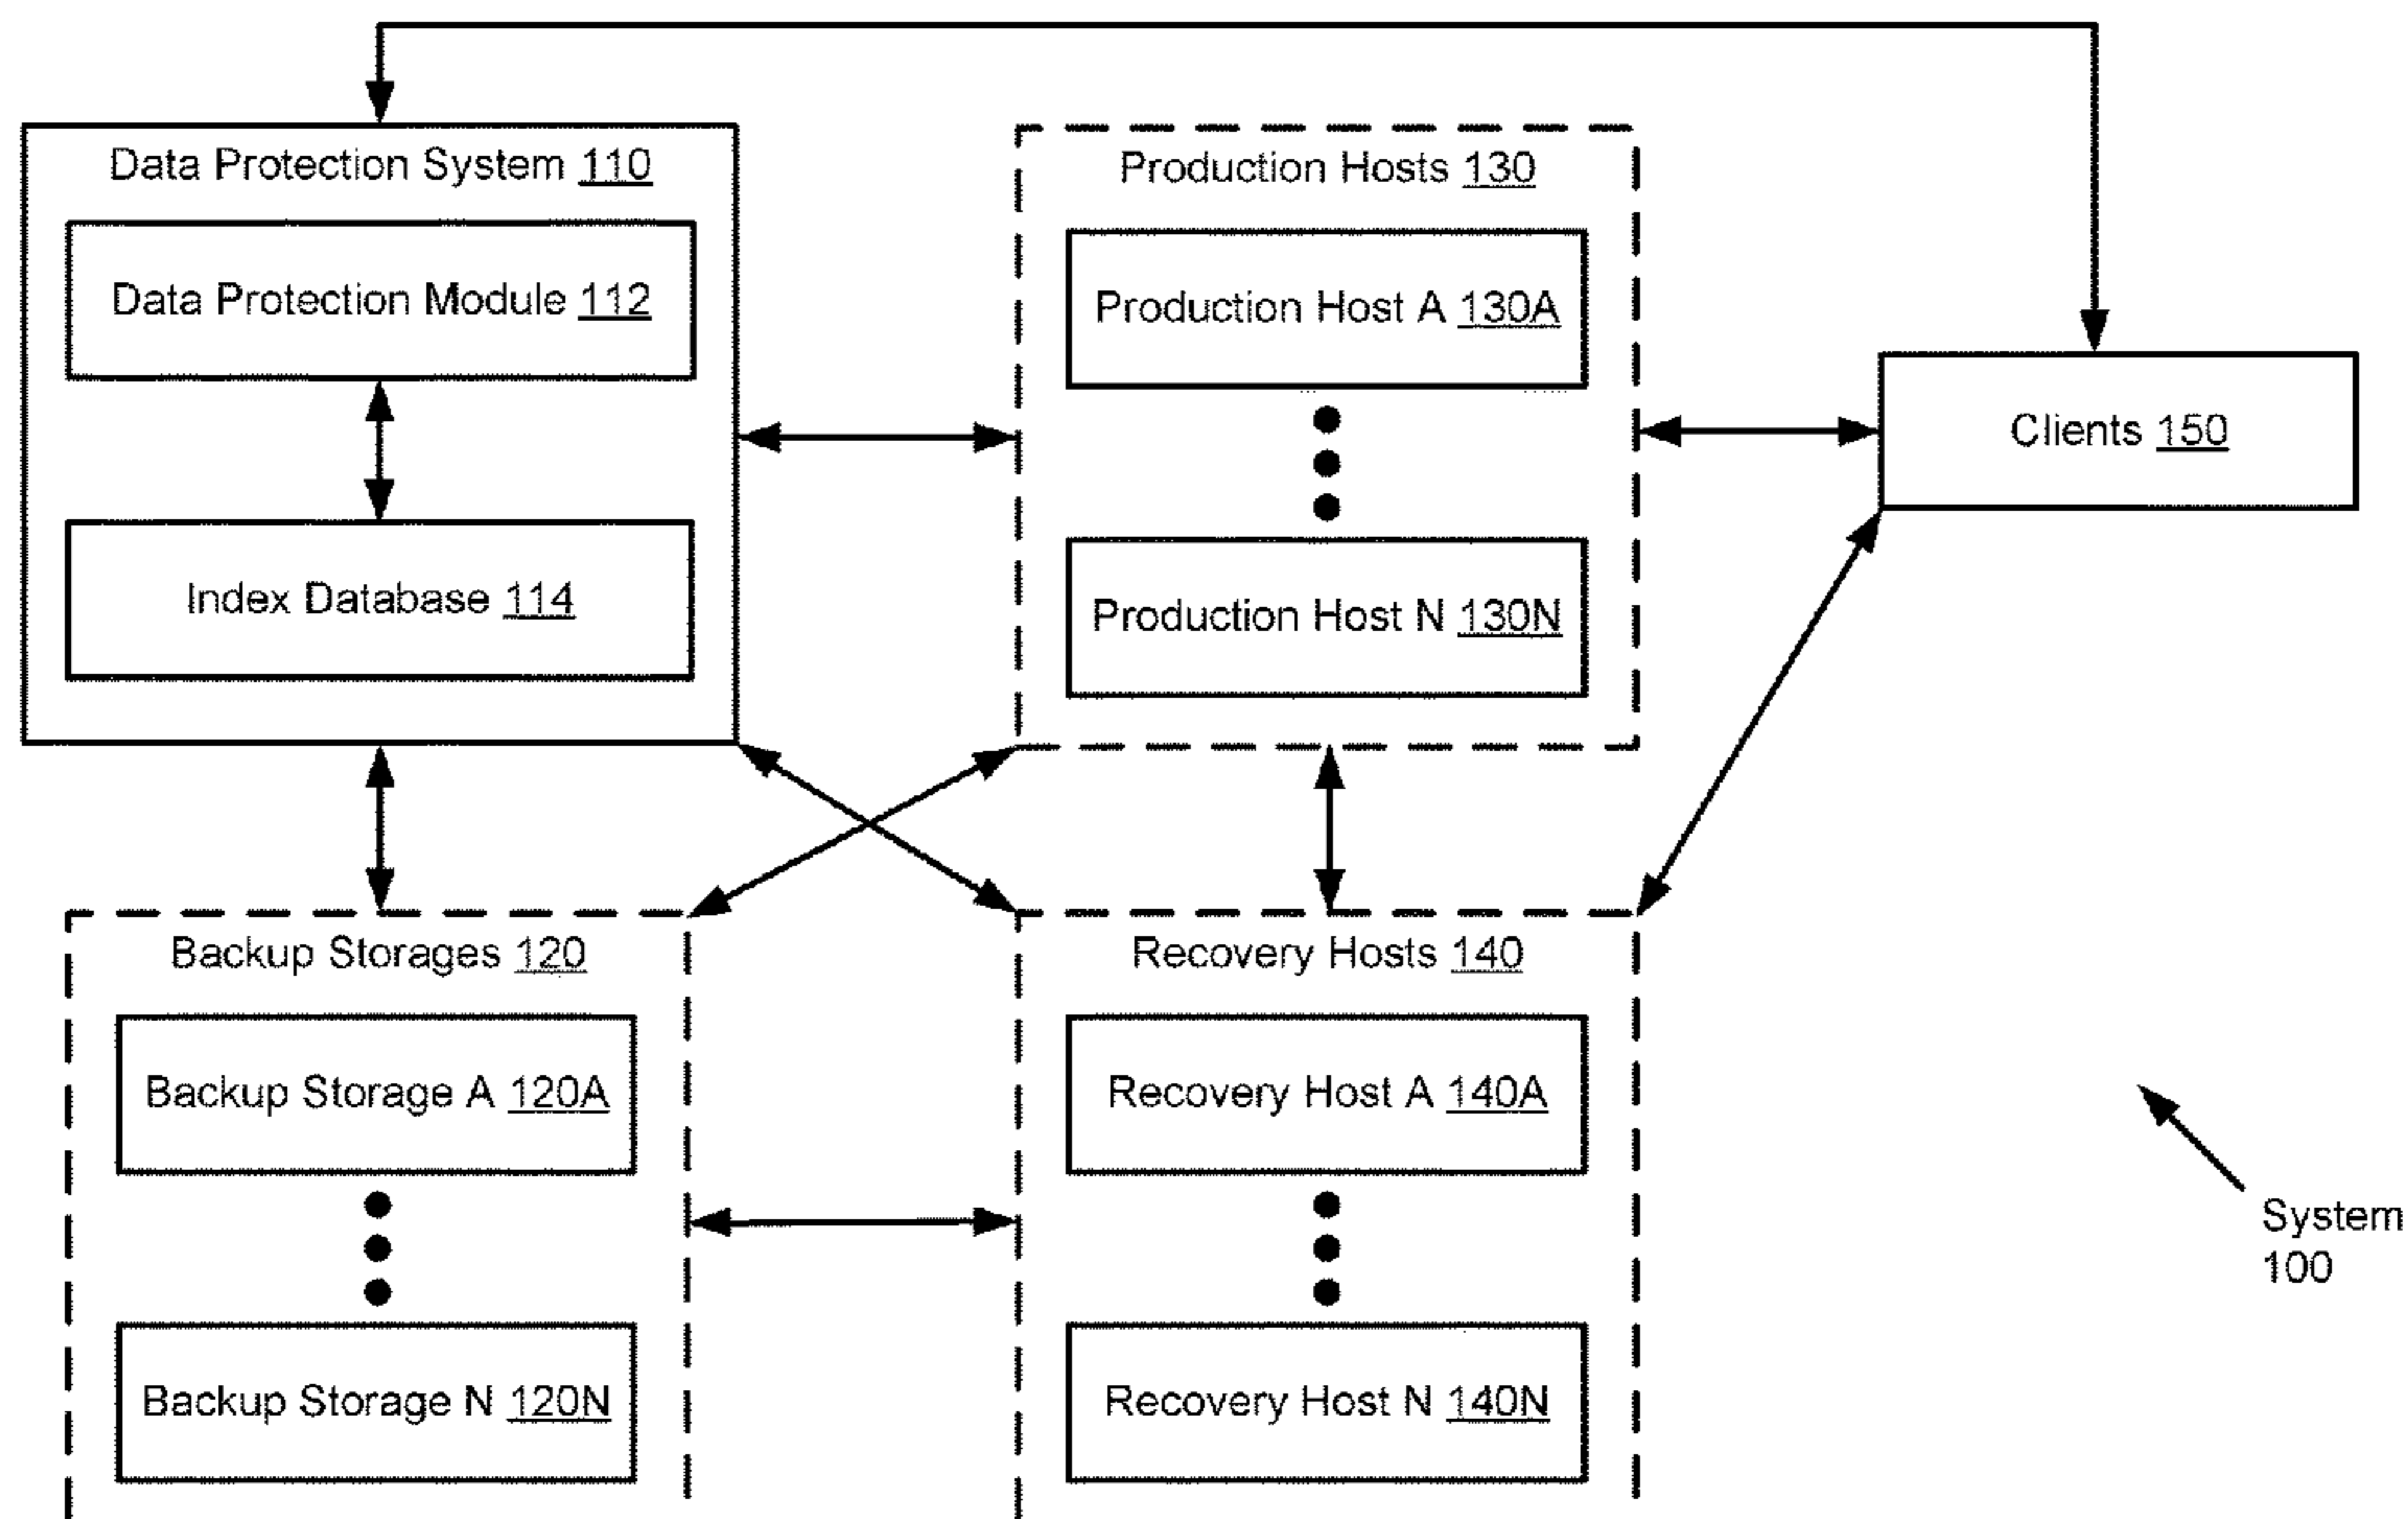 Data Protection System 110
Data Protection Module 112
Index Database 114
Production Hosts 130
Production Host A 130A
Production Host N 130N
Clients 150
Backup Storages 120
Backup Storage A 120A
Backup Storage N 120N
Recovery Hosts 140
Recovery Host A 140A
Recovery Host N 140N
System
100